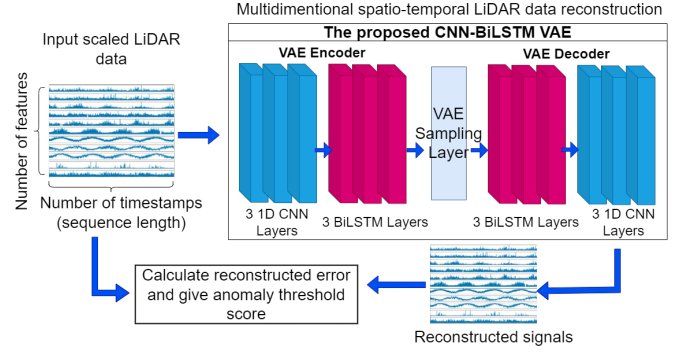 Multidimentional spatio-temporal LiDAR data reconstruction
Input scaled LiDAR
data
Number of features
Number of timestamps
(sequence length)
The proposed CNN-BiLSTM VAE
VAE Encoder
VAE Decoder
VAE
Sampling
Layer
3 1D CNN
Layers
3 BiLSTM Layers
3 BiLSTM Layers
3 1D CNN
Layers
Calculate reconstructed error
and give anomaly threshold
score
Reconstructed signals